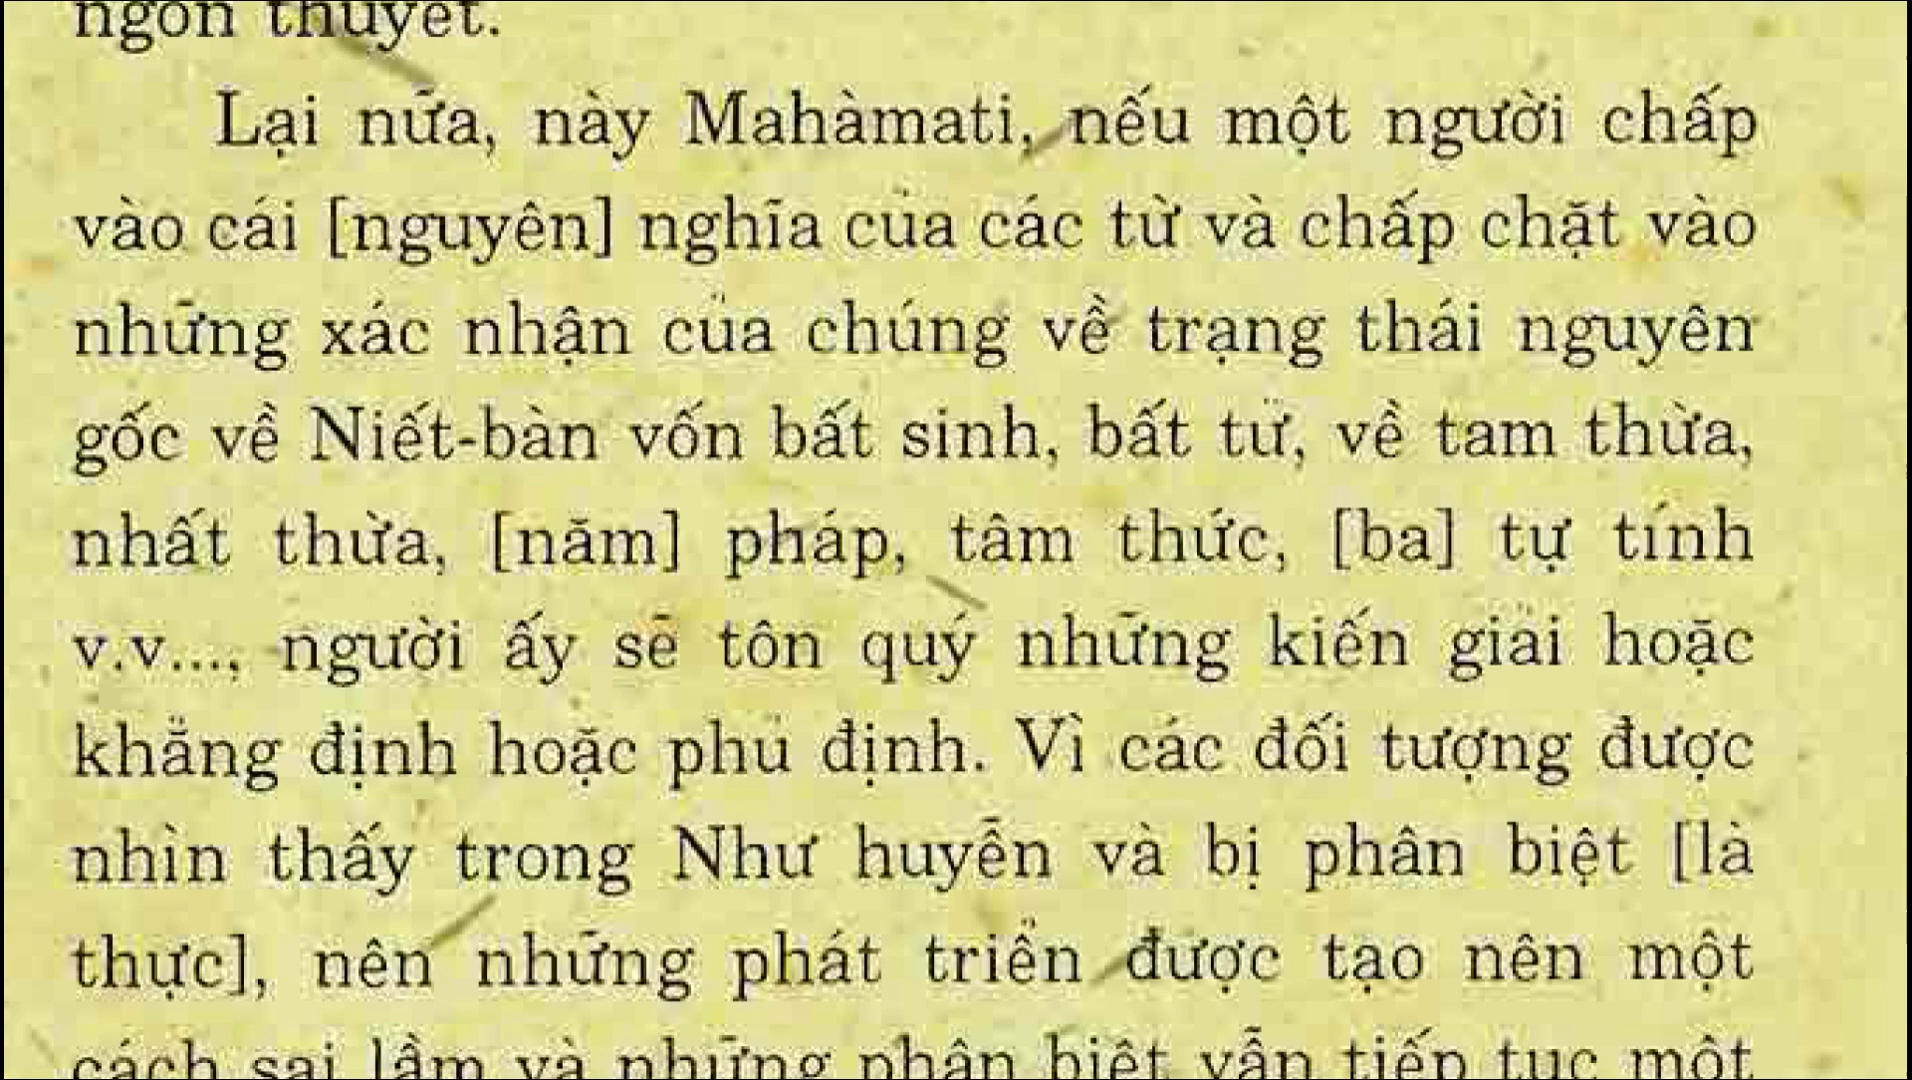 ngôn thuyết.
Lại nữa, này Mahàmati, nếu một người chấp
vào cái [nguyên] nghĩa của các từ và chấp chặt vào
những xác nhận của chúng về trạng thái nguyên
gốc về Niết-bàn vốn bất sinh, bất tử, về tam thừa,
nhất thừa, [năm] pháp, tâm thức, [ba] tự tính
v.v..., người ấy sẽ tôn quý những kiến giải hoặc
khẳng định hoặc phủ định. Vì các đối tượng được
nhìn thấy trong Như huyễn và bị phân biệt [là
thực], nên những phát triển được tạo nên một
cách sai lầm và những phân biệt vẫn tiếp tục một